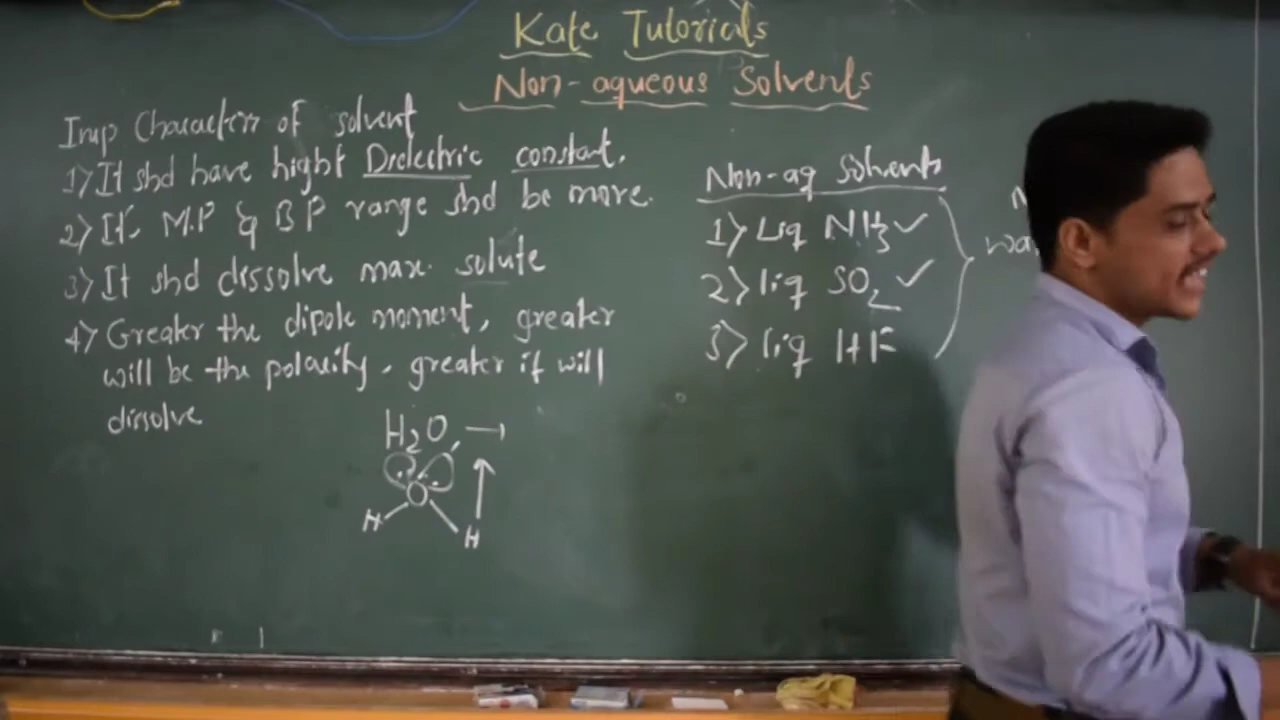 Kate Tutorials
Non-aqueous Solvents
Imp Characters of solvent
1) It shd have hight Dielectric constant.
2) It's M.P & B P range shd be more.
3) It shd dissolve max. solute
4) Greater the dipole moment, greater
will be the polarity, greater it will
dissolve
H2O,
O
H
H
Non-aq Solvents
1) Liq NH3 ✓
2) liq SO2 ✓
3) liq HF